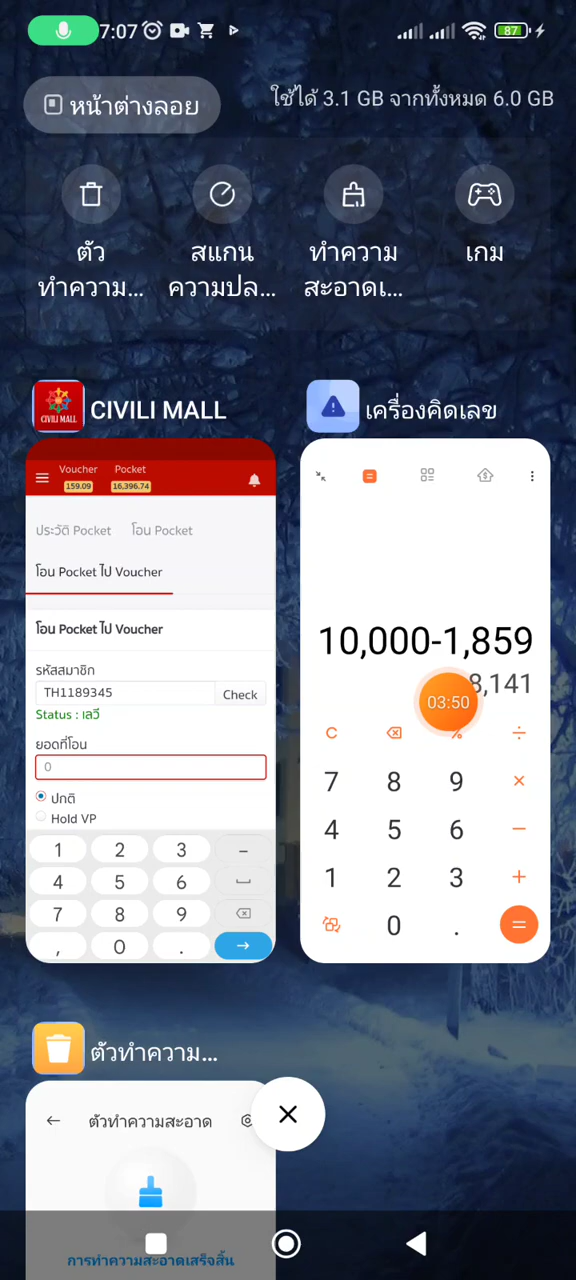 7:07
87
หน้าต่างลอย
ใช้ได้ 3.1 GB จากทั้งหมด 6.0 GB
ตัว
ทำความ...
สแกน
ความปล...
ทำความ
สะอาดเ...
เกม
CIVILI MALL
CIVILI MALL
Voucher
Pocket
159.09
16,396.74
ประวัติ Pocket
โอน Pocket
โอน Pocket ไป Voucher
โอน Pocket ไป Voucher
รหัสสมาชิก
TH1189345
Check
Status : เลวี
ยอดที่โอน
0
ปกติ
Hold VP
1 2 3 –
4 5 6
7 8 9
, 0 .
เครื่องคิดเลข
10,000-1,859
8,141
03:50
C % ÷
7 8 9 ×
4 5 6 −
1 2 3 +
0 . =
ตัวทำความ...
ตัวทำความสะอาด
การทำความสะอาดเสร็จสิ้น